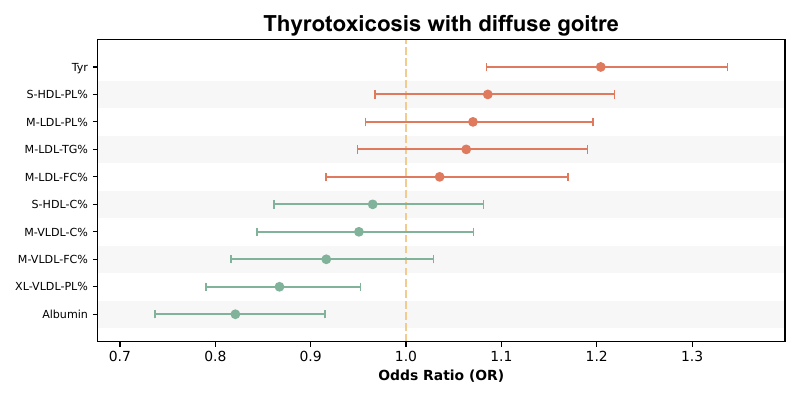 Thyrotoxicosis with diffuse goitre
Tyr
S-HDL-PL%
M-LDL-PL%
M-LDL-TG%
M-LDL-FC%
S-HDL-C%
M-VLDL-C%
M-VLDL-FC%
XL-VLDL-PL%
Albumin
0.7 0.8 0.9 1.0 1.1 1.2 1.3
Odds Ratio (OR)